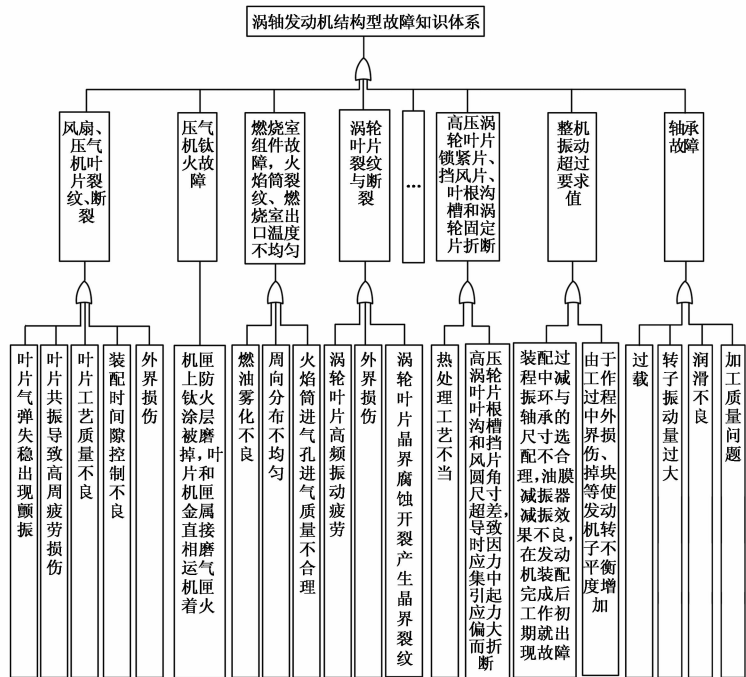 涡轴发动机结构型故障知识体系
风扇、
压气
机叶
片裂
纹、断
裂
压气
机钛
火故
障
燃烧室
组件故
障，火
焰筒裂
纹、燃
烧室出
口温度
不均匀
涡轮
叶片
裂纹
与断
裂
...
高压涡
轮叶片
锁紧片、
挡风片、
叶根沟
槽和涡
轮固定
片折断
整机
振动
超过
要求
值
轴承
故障
叶片气弹失稳出现颤振
叶片共振导致高周疲劳损伤
叶片工艺质量不良
装配时间隙控制不良
外界损伤
机匣上防钛火涂层被磨掉，叶片和机匣金属直接相磨运气机匣着火
燃油雾化不良
周向分布不均匀
火焰筒进气孔进气质量不合理
涡轮叶片高频振动疲劳
外界损伤
涡轮叶片晶界腐蚀开裂产生晶界裂纹
热处理工艺不当
高压涡轮叶片叶根沟槽和挡风片圆角尺寸超差，导致时因应力集中引起应力偏大而折断
装配过程中减振环与轴承的尺寸选配不合理，油膜减振器减振效果不良，在发动机装配完成后工作初期就出现故障
由于工作过程中外界损伤、掉块等使发动机转子不平衡度增加
过载
转子振动量过大
润滑不良
加工质量问题